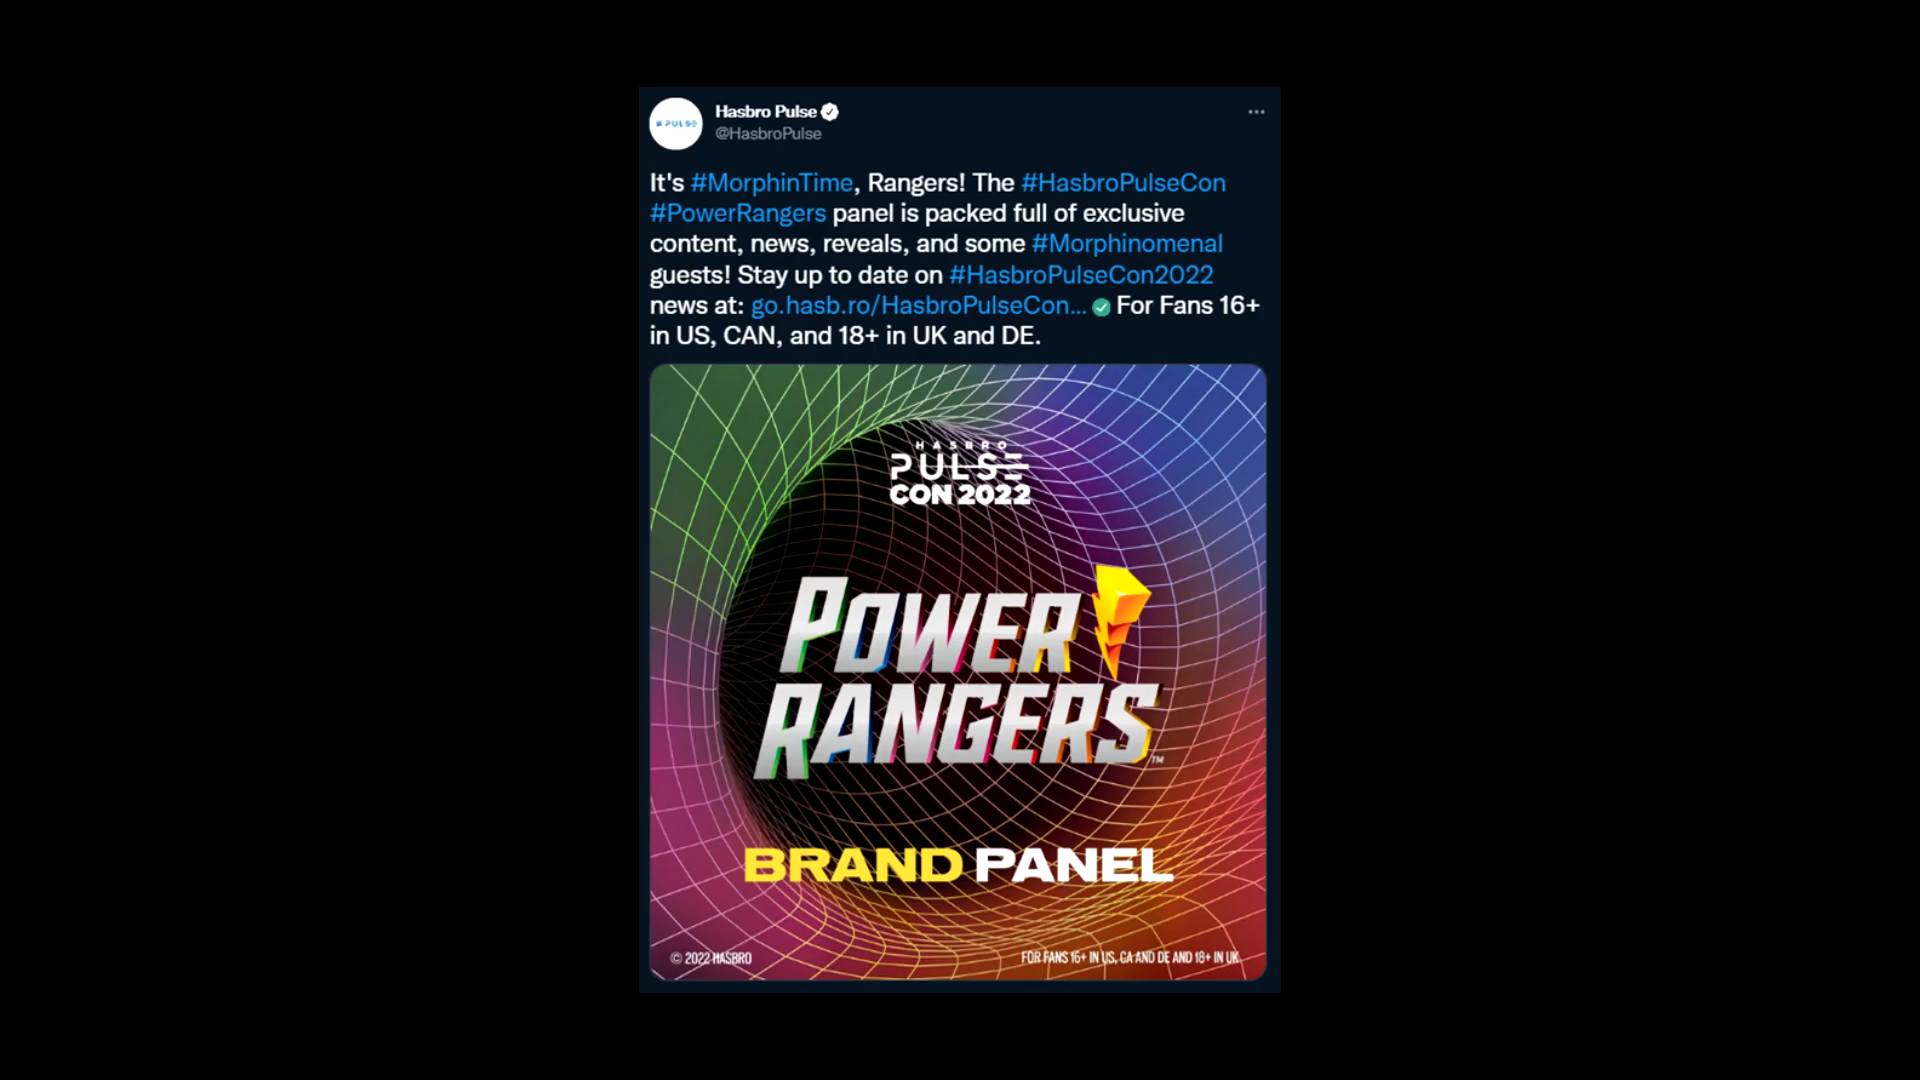 Hasbro Pulse
@HasbroPulse
It's #MorphinTime, Rangers! The #HasbroPulseCon
#PowerRangers panel is packed full of exclusive
content, news, reveals, and some #Morphinomenal
guests! Stay up to date on #HasbroPulseCon2022
news at: go.hasb.ro/HasbroPulseCon... For Fans 16+
in US, CAN, and 18+ in UK and DE.
HASBRO
PULSE
CON 2022
POWER
RANGERS™
BRAND PANEL
© 2022 HASBRO
FOR FANS 16+ IN US, CA AND DE AND 18+ IN UK